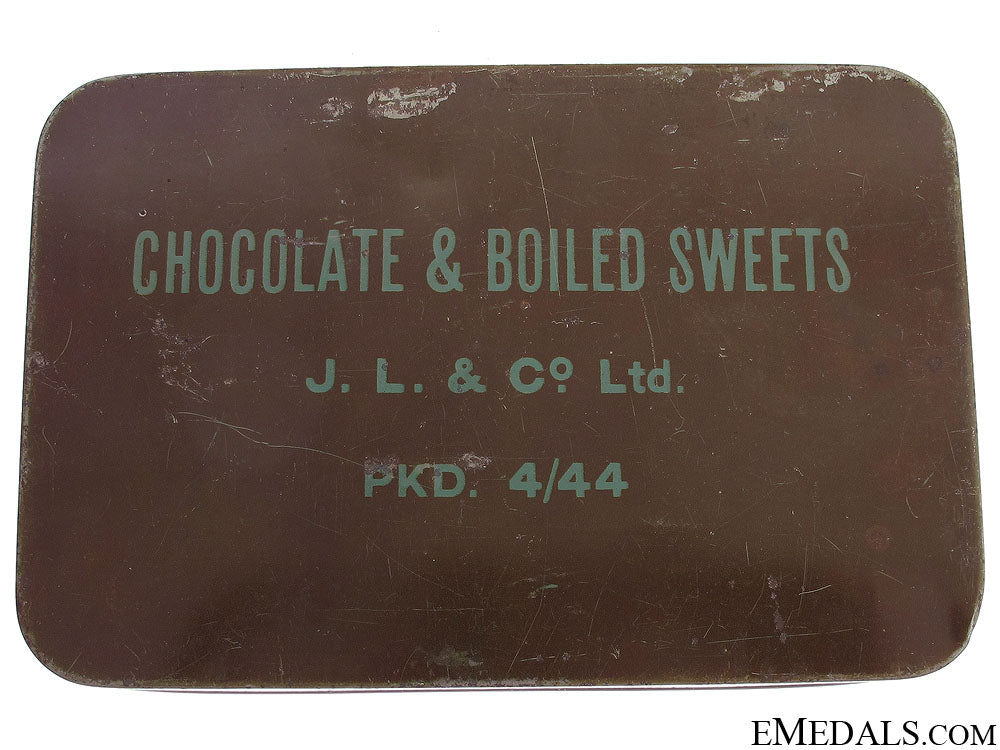 CHOCOLATE & BOILED SWEETS
J. L. & Cº Ltd.
PKD. 4/44
EMEDALS.COM